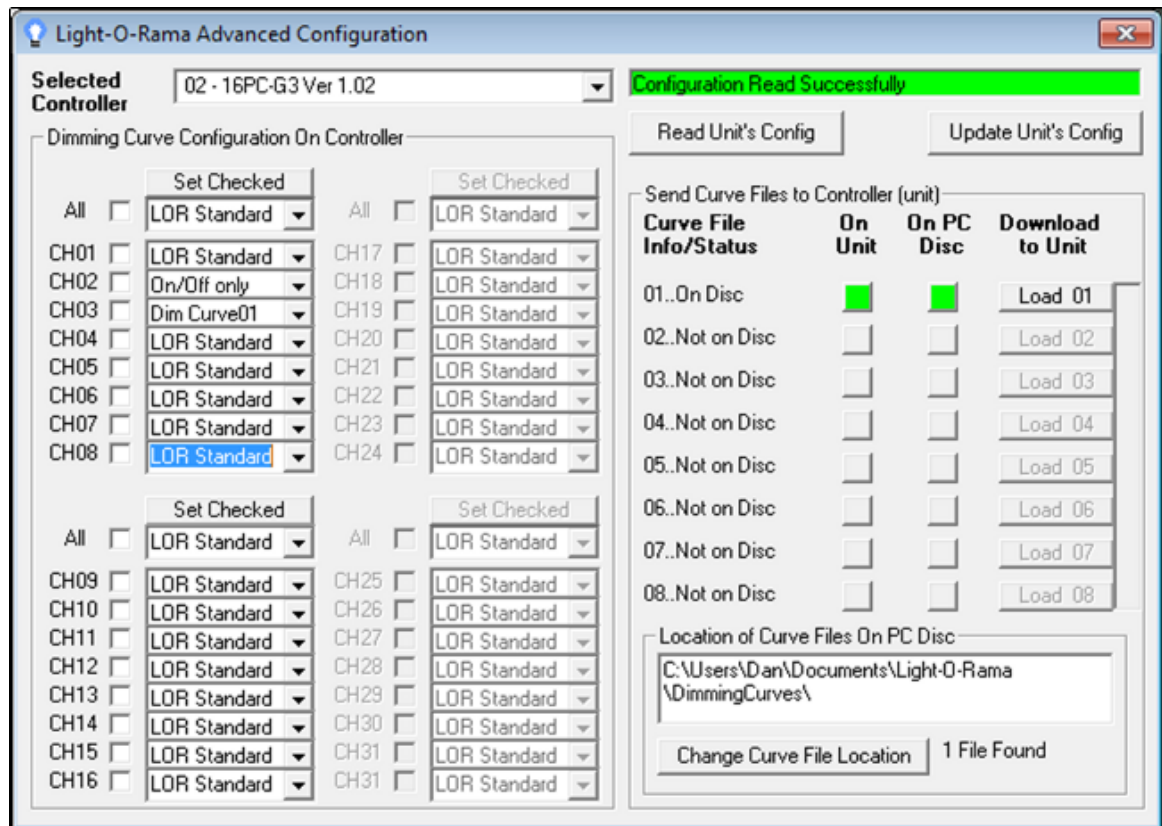 Light-O-Rama Advanced Configuration
Selected Controller
02 - 16PC-G3 Ver 1.02
Configuration Read Successfully
Read Unit's Config
Update Unit's Config
Dimming Curve Configuration On Controller
Set Checked
Set Checked
All LOR Standard All LOR Standard
CH01 LOR Standard CH17 LOR Standard
CH02 On/Off only CH18 LOR Standard
CH03 Dim Curve01 CH19 LOR Standard
CH04 LOR Standard CH20 LOR Standard
CH05 LOR Standard CH21 LOR Standard
CH06 LOR Standard CH22 LOR Standard
CH07 LOR Standard CH23 LOR Standard
CH08 LOR Standard CH24 LOR Standard
Set Checked
Set Checked
All LOR Standard All LOR Standard
CH09 LOR Standard CH25 LOR Standard
CH10 LOR Standard CH26 LOR Standard
CH11 LOR Standard CH27 LOR Standard
CH12 LOR Standard CH28 LOR Standard
CH13 LOR Standard CH29 LOR Standard
CH14 LOR Standard CH30 LOR Standard
CH15 LOR Standard CH31 LOR Standard
CH16 LOR Standard CH31 LOR Standard
Send Curve Files to Controller (unit)
Curve File On On PC Download
Info/Status Unit Disc to Unit
01..On Disc Load 01
02..Not on Disc Load 02
03..Not on Disc Load 03
04..Not on Disc Load 04
05..Not on Disc Load 05
06..Not on Disc Load 06
07..Not on Disc Load 07
08..Not on Disc Load 08
Location of Curve Files On PC Disc
C:\Users\Dan\Documents\Light-O-Rama
\DimmingCurves\
Change Curve File Location
1 File Found